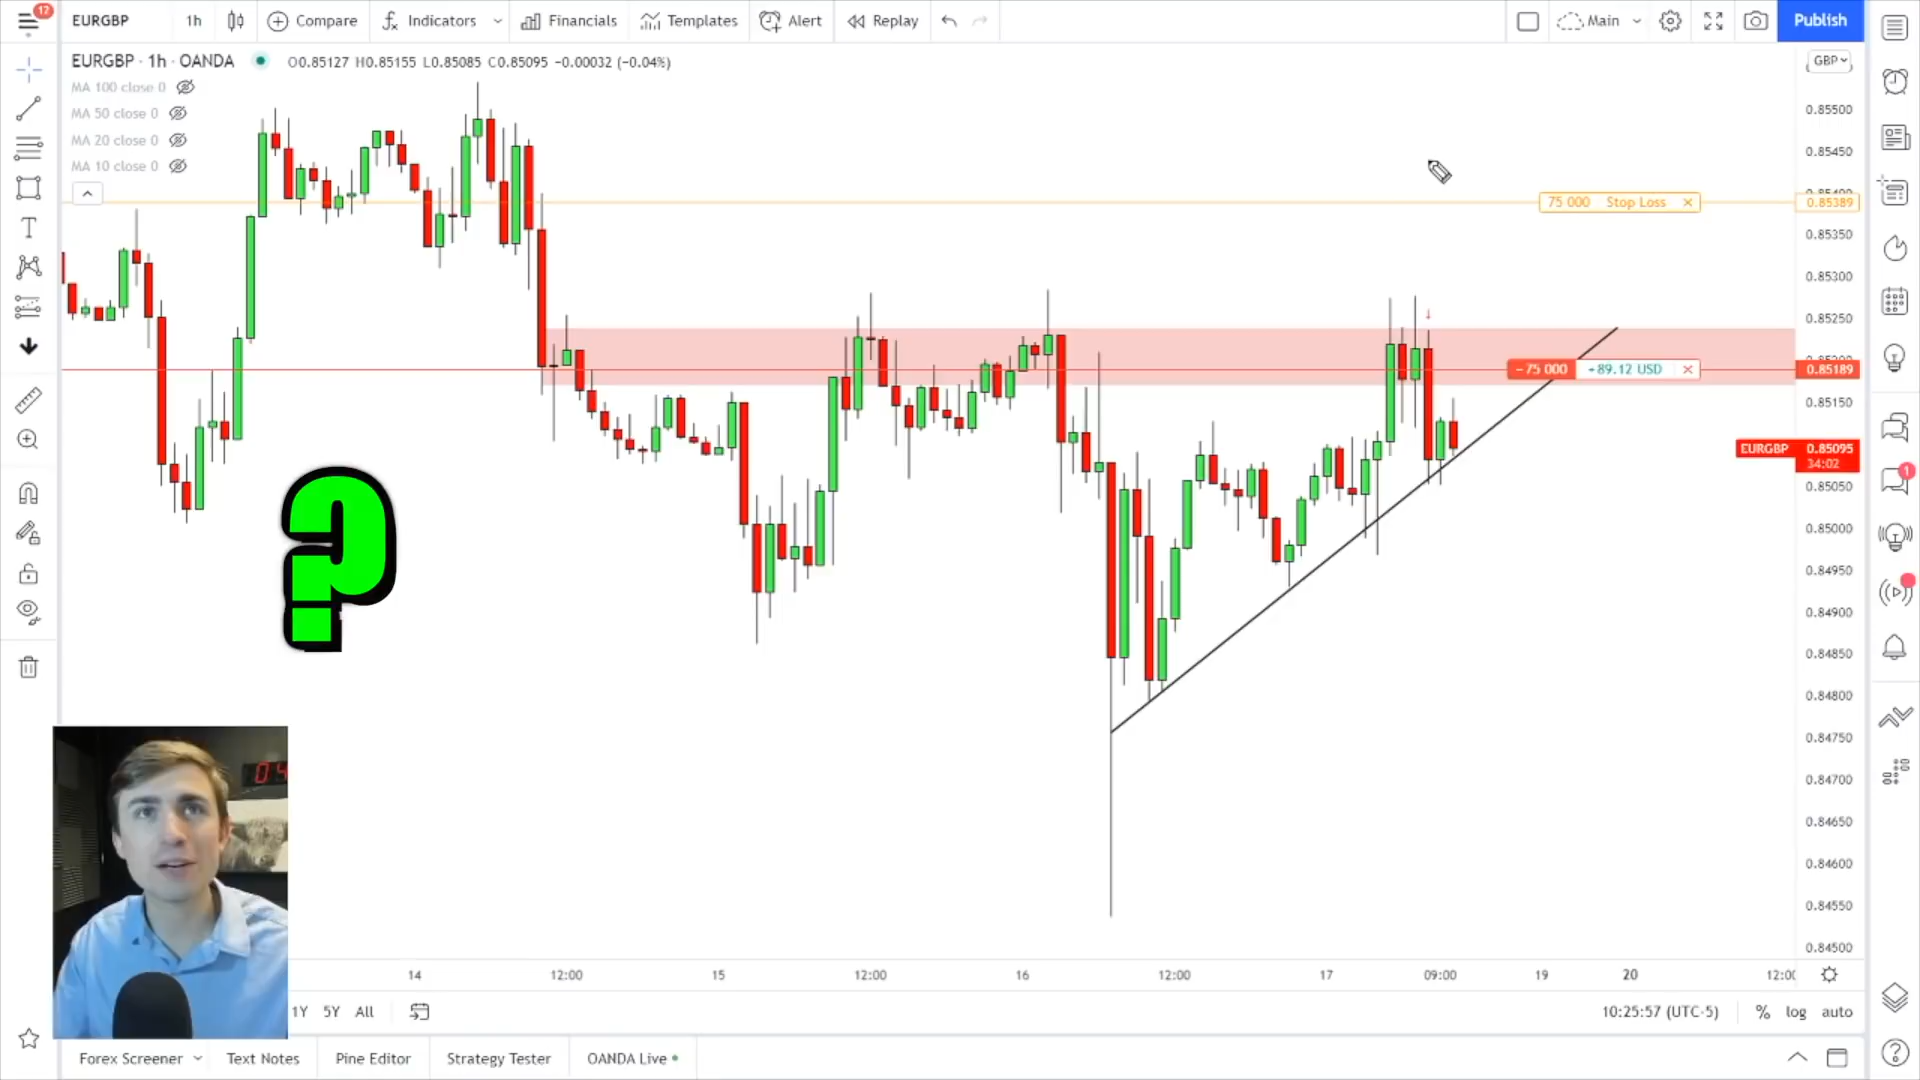 17
EURGBP 1h Compare Indicators Financials Templates Alert Replay Main Publish
EURGBP · 1h · OANDA O0.85127 H0.85155 L0.85085 C0.85095 −0.00032 (−0.04%)
GBP
MA 100 close 0
MA 50 close 0
MA 20 close 0
MA 10 close 0
0.85500
0.85450
75 000 Stop Loss × 0.85389
0.85350
0.85300
0.85250
−75 000 +89.12 USD × 0.85189
0.85150
EURGBP 0.85095
34:02
0.85050
1
0.85000
0.84950
0.84900
0.84850
0.84800
0.84750
0.84700
0.84650
0.84600
0.84550
0.84500
?
04
14 12:00 15 12:00 16 12:00 17 09:00 19 20 12:00
1Y 5Y All 10:25:57 (UTC-5) % log auto
Forex Screener Text Notes Pine Editor Strategy Tester OANDA Live